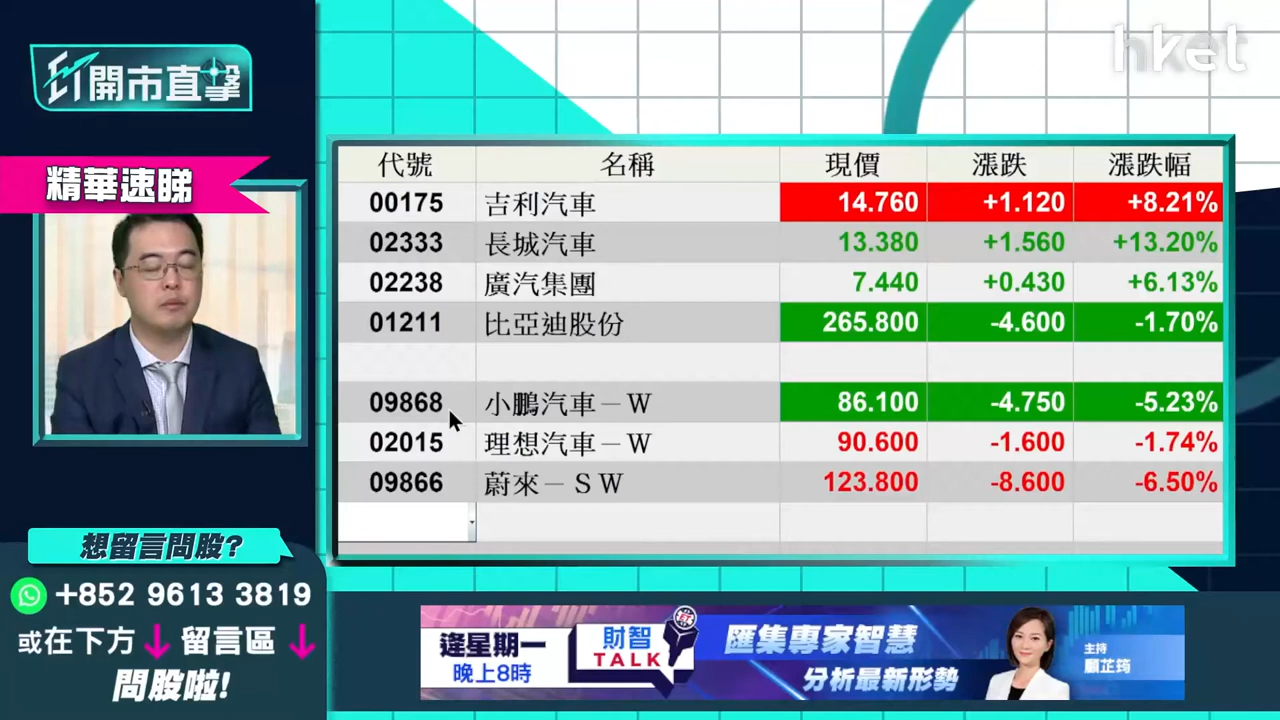 ET開市直擊
hket
精華速睇
代號 名稱 現價 漲跌 漲跌幅
00175 吉利汽車 14.760 +1.120 +8.21%
02333 長城汽車 13.380 +1.560 +13.20%
02238 廣汽集團 7.440 +0.430 +6.13%
01211 比亞迪股份 265.800 -4.600 -1.70%
09868 小鵬汽車－W 86.100 -4.750 -5.23%
02015 理想汽車－W 90.600 -1.600 -1.74%
09866 蔚來－ＳＷ 123.800 -8.600 -6.50%
想留言問股?
+852 9613 3819
或在下方 留言區
問股啦!
逢星期一
晚上8時
財智
TALK
匯集專家智慧
分析最新形勢
主持
顧芷筠